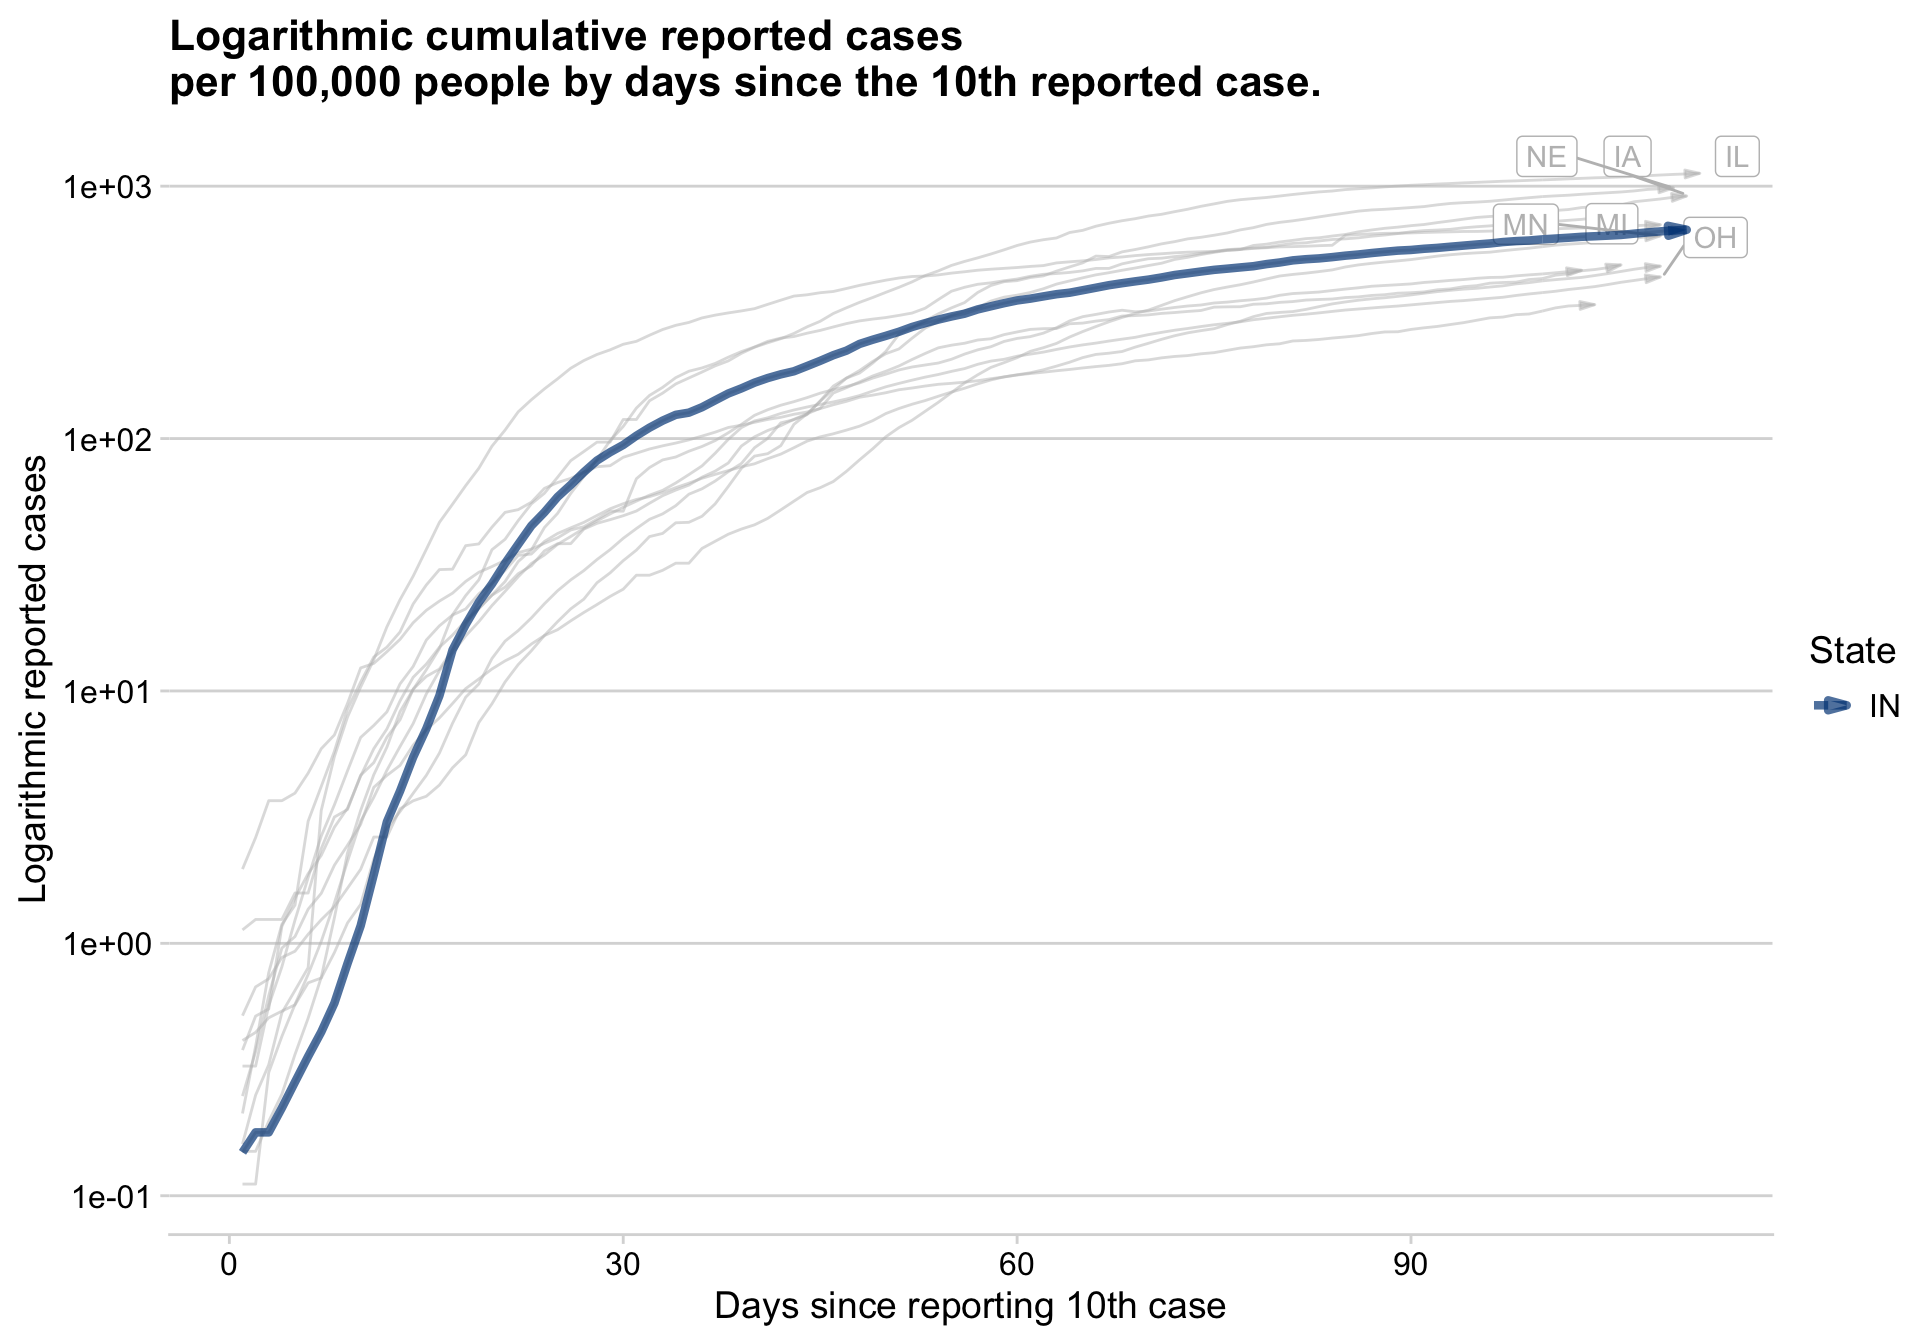 Logarithmic cumulative reported cases
per 100,000 people by days since the 10th reported case.
NE IA IL
MN MI OH
1e+03
1e+02
1e+01
1e+00
1e-01
Logarithmic reported cases
0 30 60 90
Days since reporting 10th case
State
IN